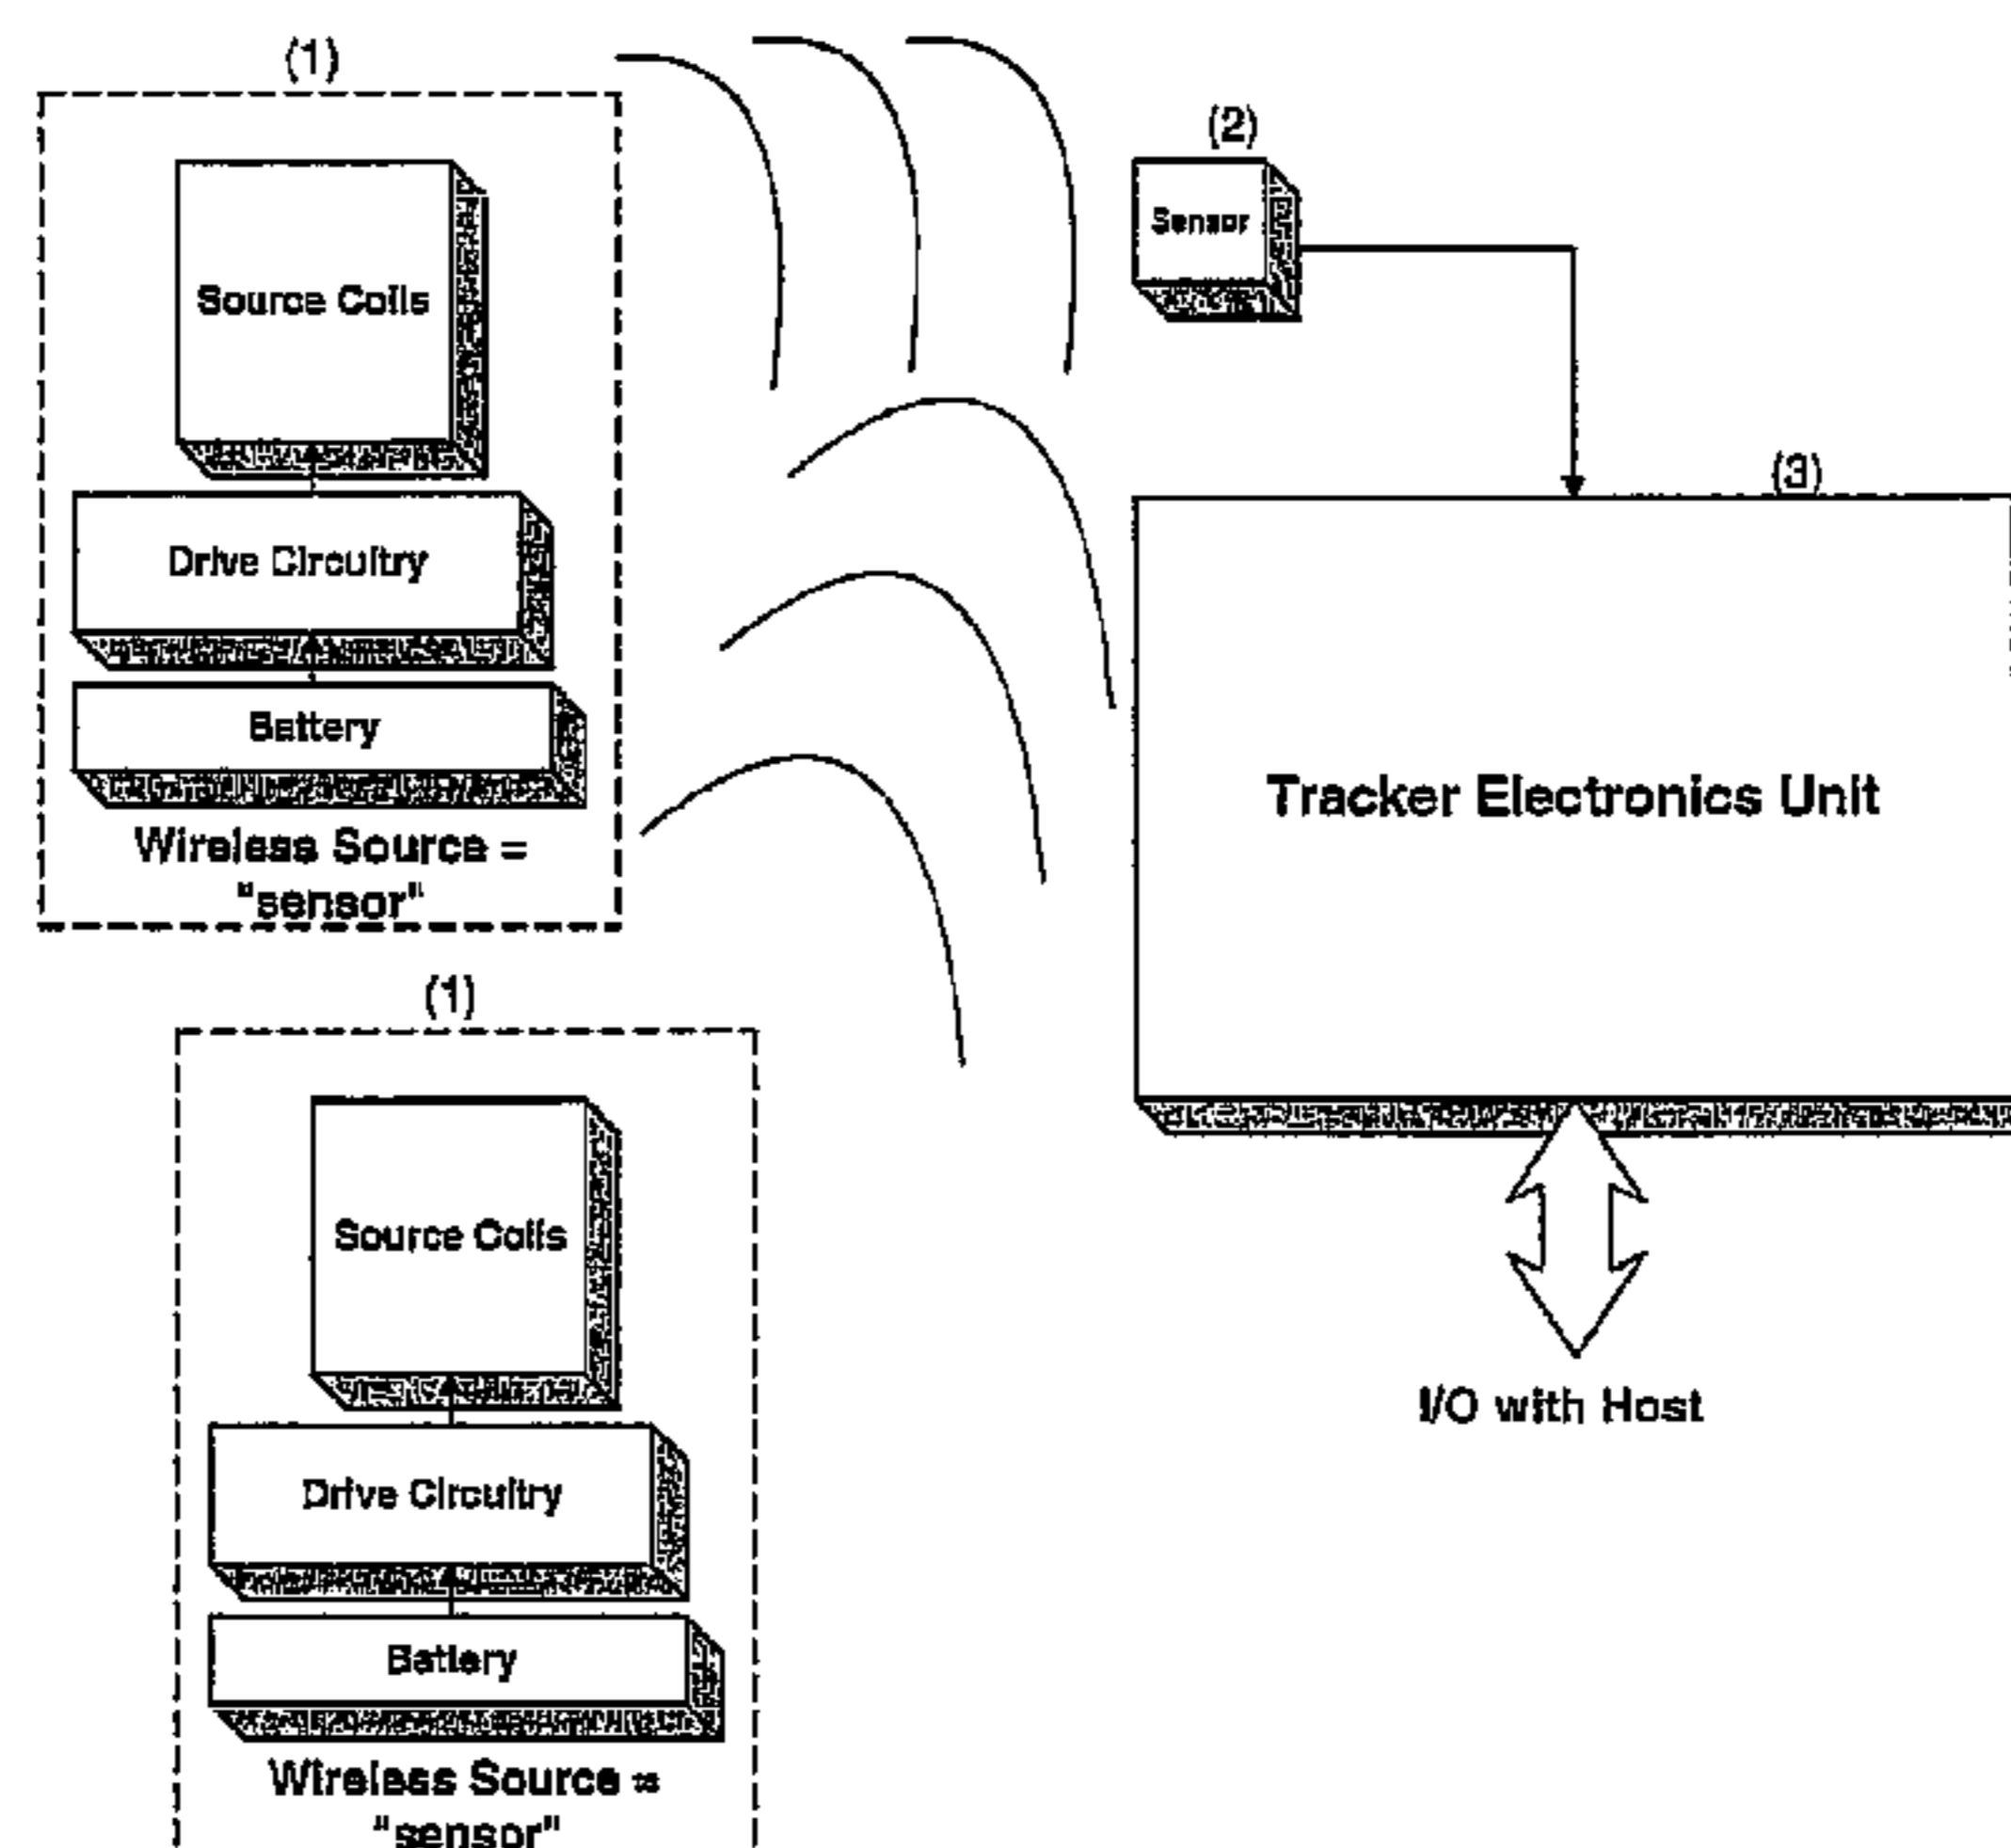 (1)
Source Coils
Drive Circuitry
Battery
Wireless Source =
"sensor"
(2)
Sensor
(3)
Tracker Electronics Unit
I/O with Host
(1)
Source Coils
Drive Circuitry
Battery
Wireless Source =
"sensor"